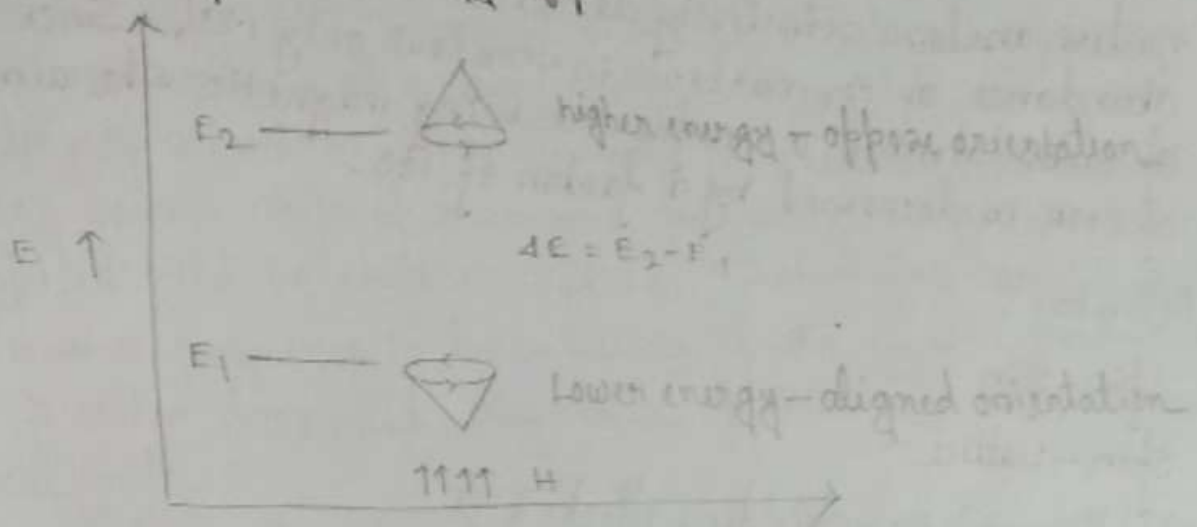 E₂ higher energy - oppose orientation
E ↑ ΔE = E₂ - E₁
E₁ Lower energy - aligned orientation
↑↑↑↑ H